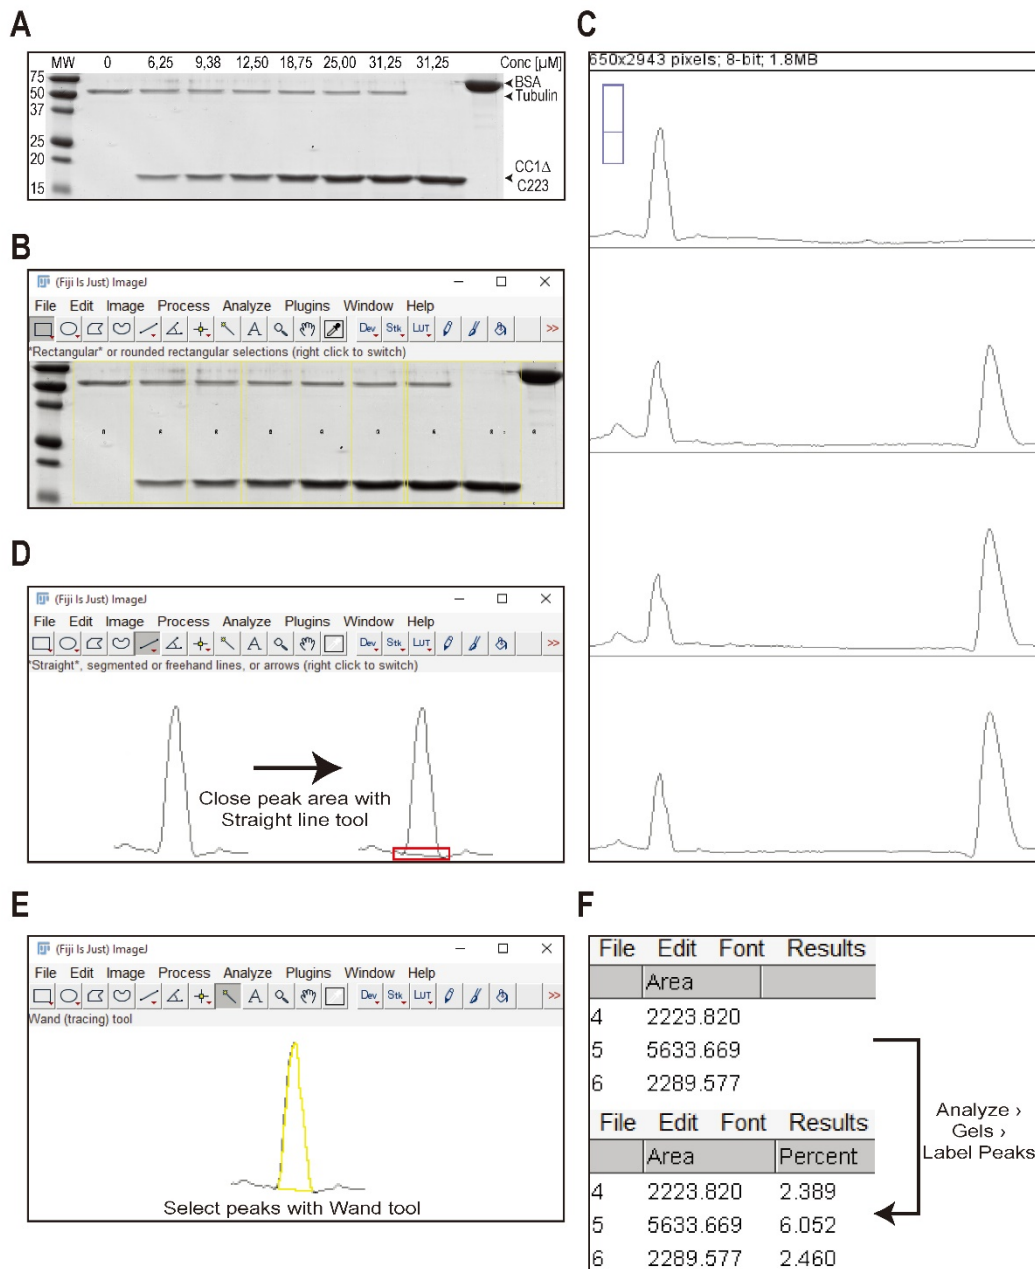 A
MW 0 6,25 9,38 12,50 18,75 25,00 31,25 31,25 Conc [µM]
75
50
37
25
20
15
BSA
Tubulin
CC1Δ
C223
B
(Fiji Is Just) ImageJ
File Edit Image Process Analyze Plugins Window Help
A Dev Stk LUT >>
*Rectangular* or rounded rectangular selections (right click to switch)
C
650x2943 pixels; 8-bit; 1.8MB
D
(Fiji Is Just) ImageJ
File Edit Image Process Analyze Plugins Window Help
A Dev Stk LUT >>
*Straight*, segmented or freehand lines, or arrows (right click to switch)
Close peak area with
Straight line tool
E
(Fiji Is Just) ImageJ
File Edit Image Process Analyze Plugins Window Help
A Dev Stk LUT >>
Wand (tracing) tool
Select peaks with Wand tool
F
File Edit Font Results
Area
4 2223.820
5 5633.669
6 2289.577
File Edit Font Results
Area Percent
4 2223.820 2.389
5 5633.669 6.052
6 2289.577 2.460
Analyze ›
Gels ›
Label Peaks